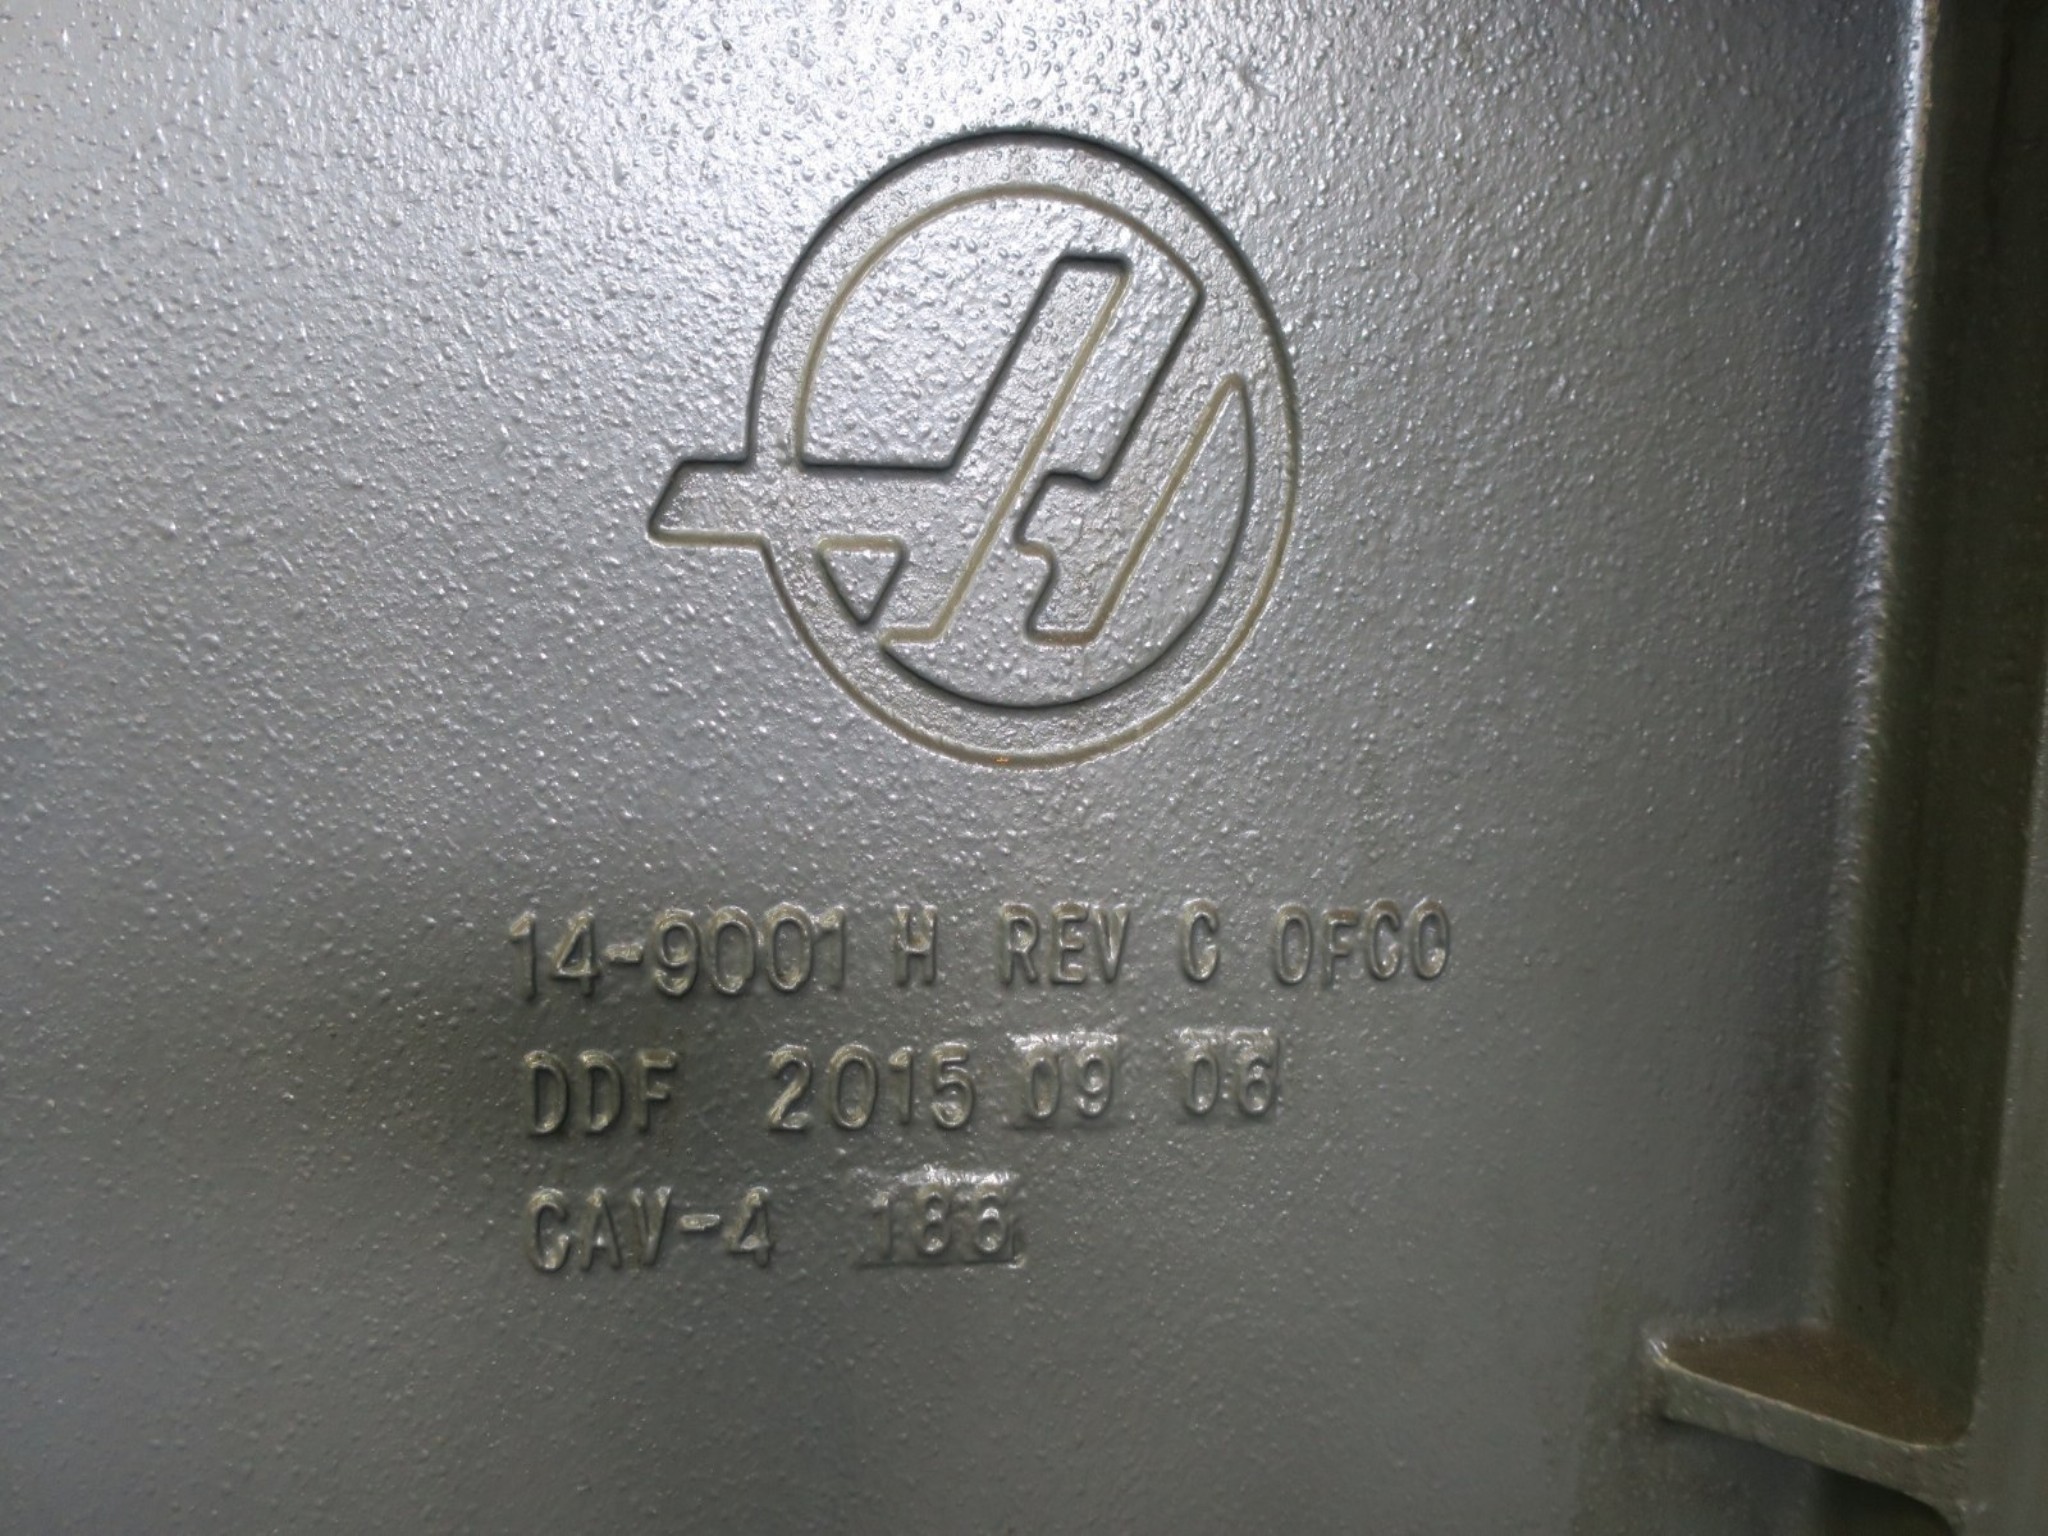 14-9001 H REV C OFCO
DDF 2015 09 06
CAV-4 186